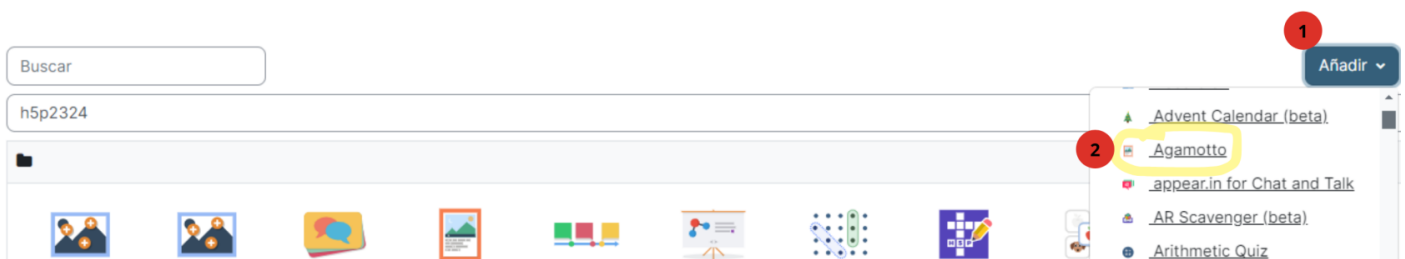 1
Buscar
Añadir
h5p2324
Advent Calendar (beta)
2
Agamotto
appear.in for Chat and Talk
AR Scavenger (beta)
H5P
Arithmetic Quiz